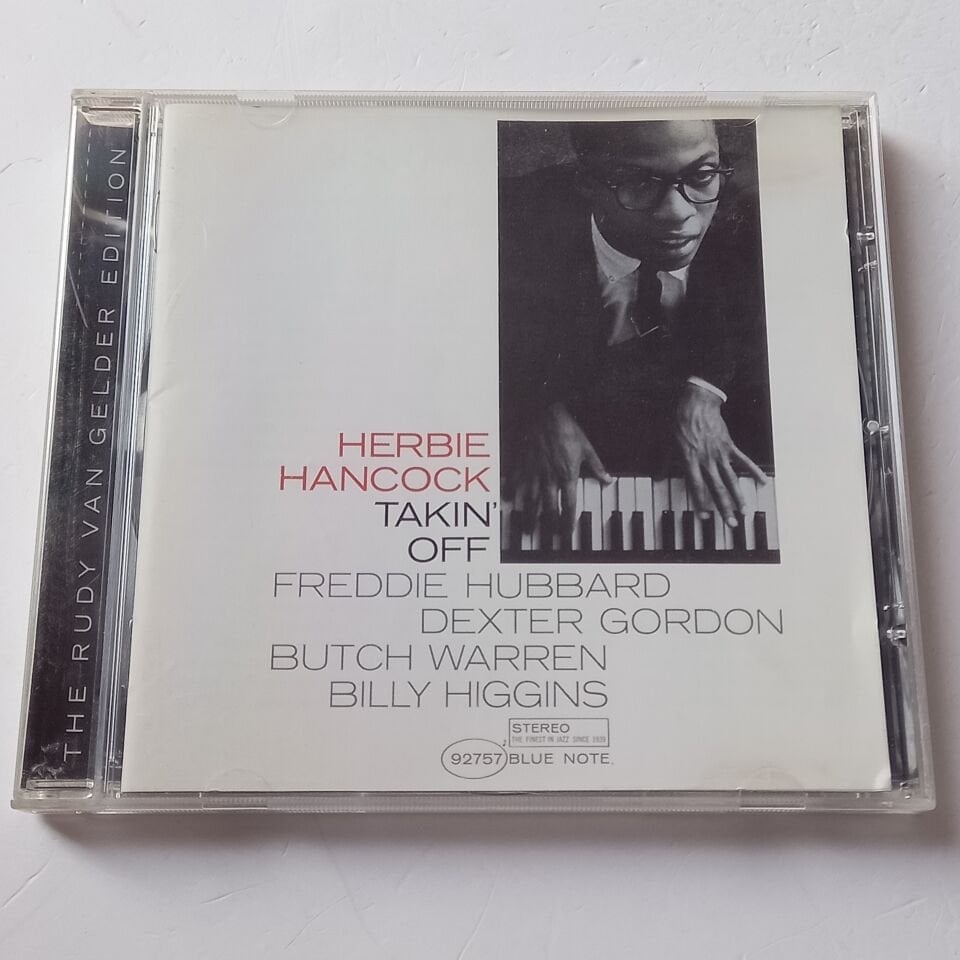 THE RUDY VAN GELDER EDITION
HERBIE
HANCOCK
TAKIN'
OFF
FREDDIE HUBBARD
DEXTER GORDON
BUTCH WARREN
BILLY HIGGINS
STEREO
THE FINEST IN JAZZ SINCE 1939
92757 BLUE NOTE